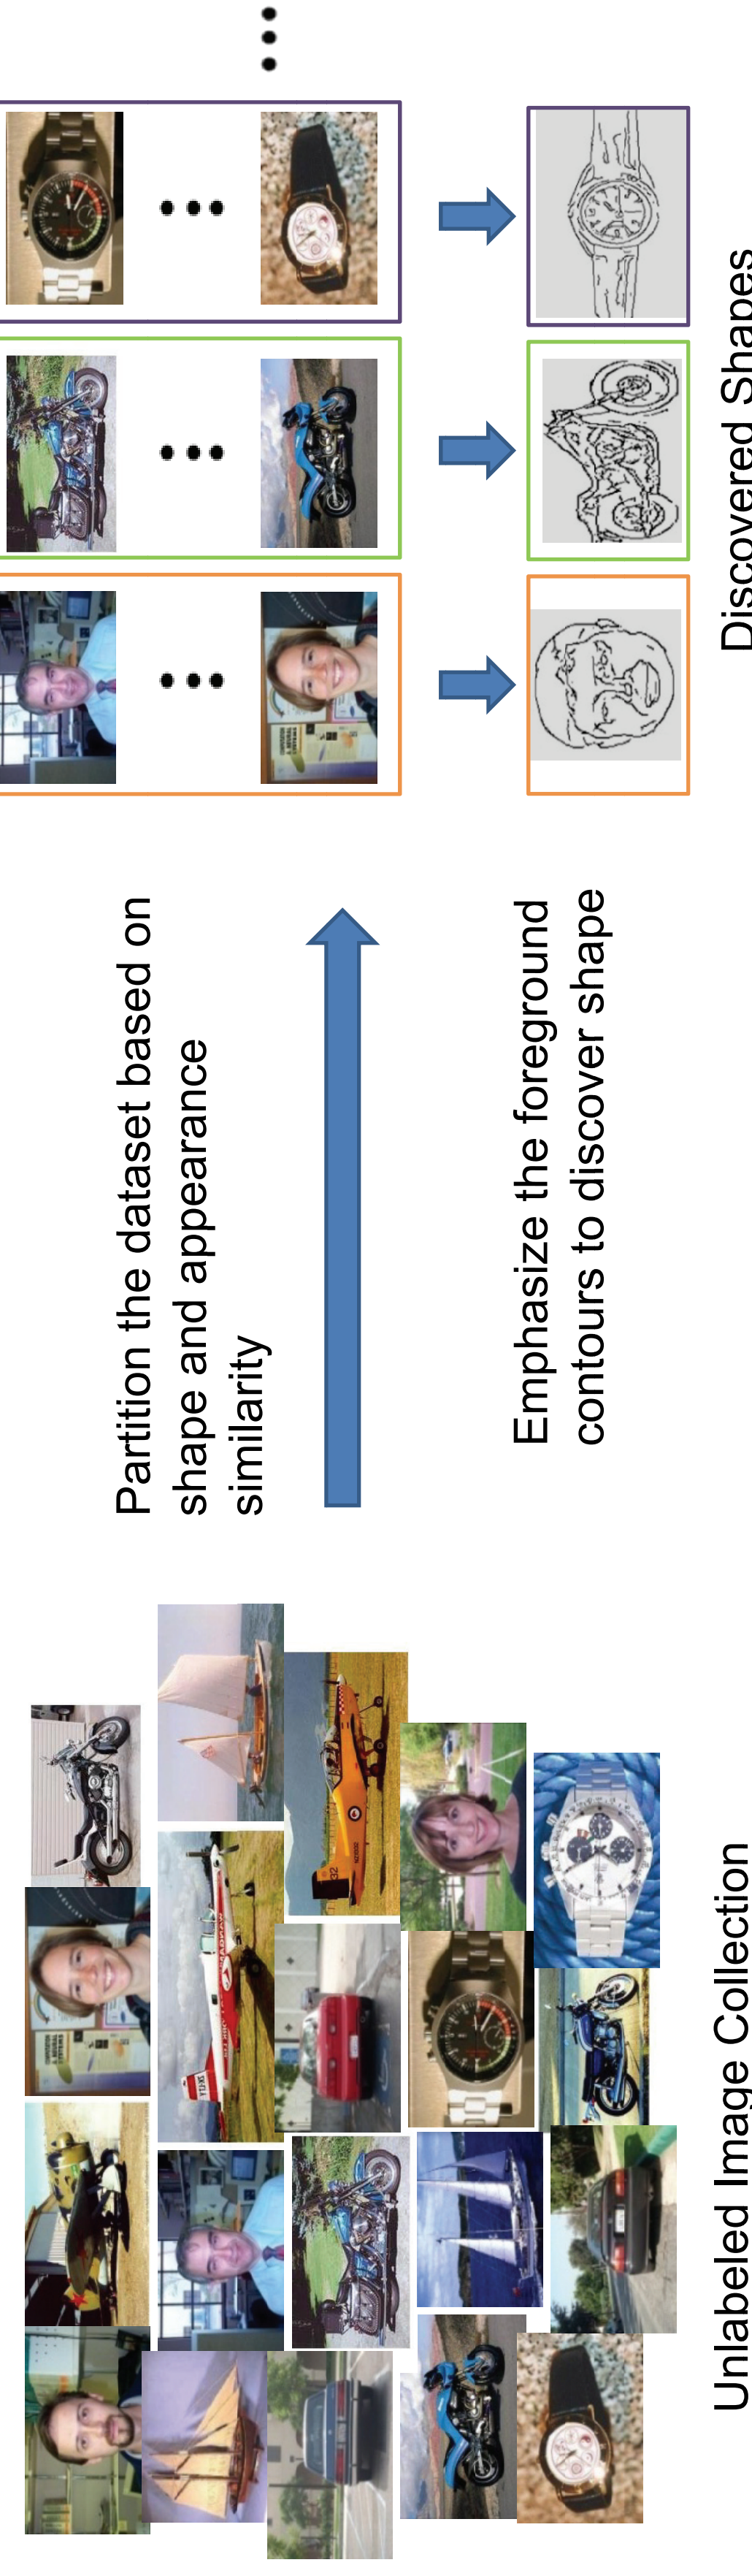 Partition the dataset based on
shape and appearance
similarity
Emphasize the foreground
contours to discover shape
Unlabeled Image Collection
Discovered Shapes